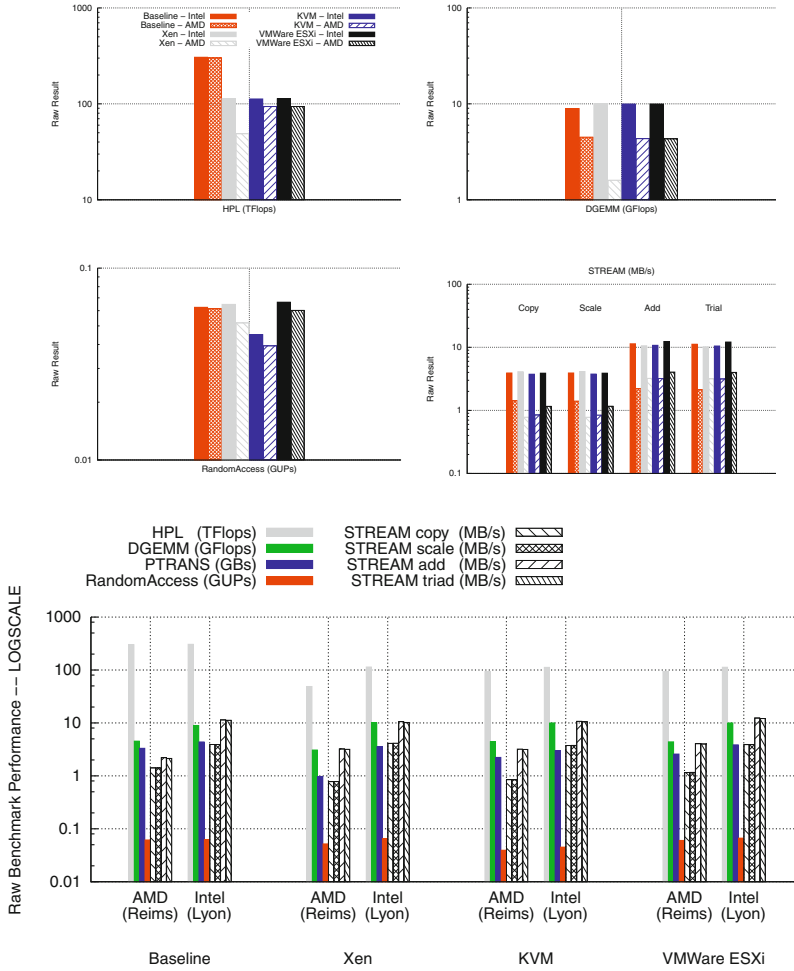 1000
100
10
Raw Result
Baseline - Intel
Baseline - AMD
Xen - Intel
Xen - AMD
KVM - Intel
KVM - AMD
VMWare ESXi - Intel
VMWare ESXi - AMD
HPL (TFlops)
100
10
1
Raw Result
DGEMM (GFlops)
0.1
0.01
Raw Result
RandomAccess (GUPs)
STREAM (MB/s)
100
10
1
0.1
Raw Result
Copy Scale Add Trial
HPL (TFlops)
DGEMM (GFlops)
PTRANS (GBs)
RandomAccess (GUPs)
STREAM copy (MB/s)
STREAM scale (MB/s)
STREAM add (MB/s)
STREAM triad (MB/s)
Raw Benchmark Performance -- LOGSCALE
1000
100
10
1
0.1
0.01
AMD Intel AMD Intel AMD Intel AMD Intel
(Reims) (Lyon) (Reims) (Lyon) (Reims) (Lyon) (Reims) (Lyon)
Baseline Xen KVM VMWare ESXi